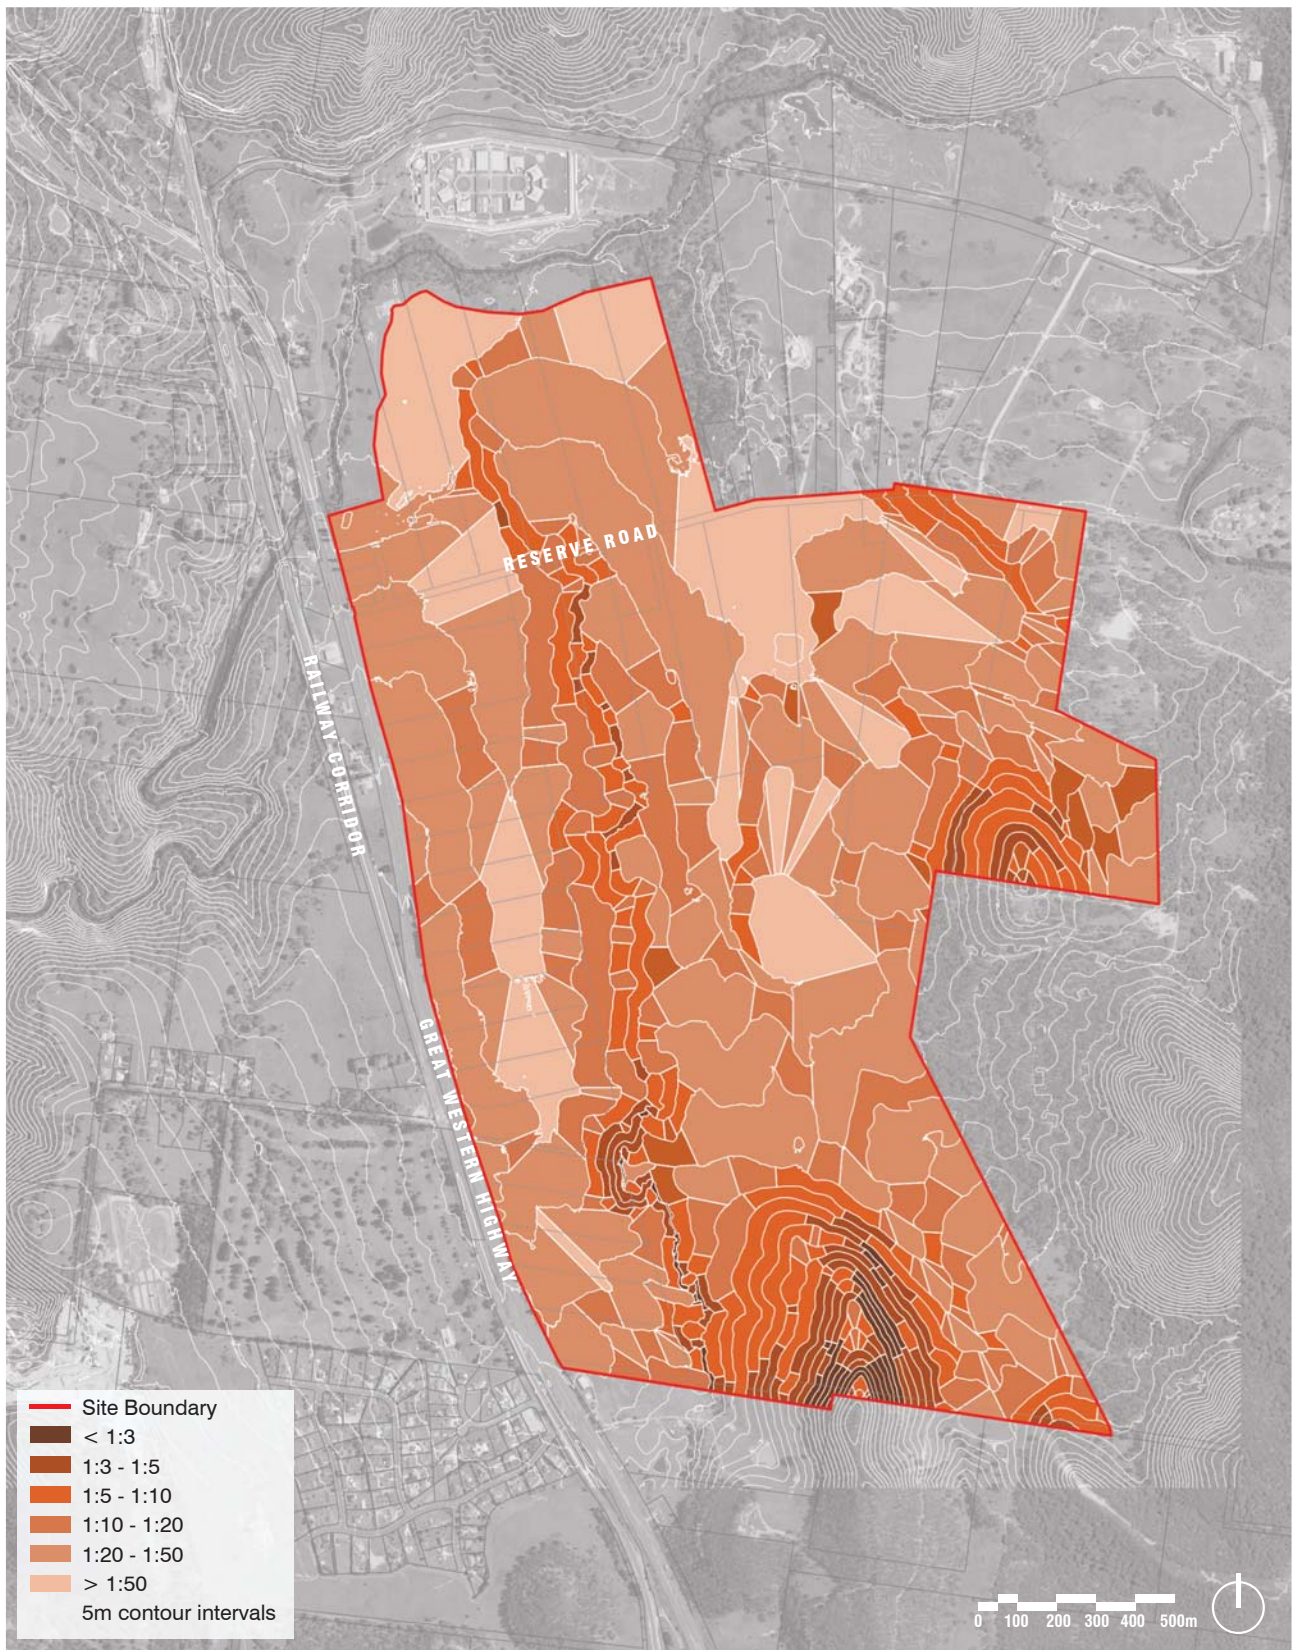 RESERVE ROAD
RAILWAY CORRIDOR
GREAT WESTERN HIGHWAY
Site Boundary
< 1:3
1:3 - 1:5
1:5 - 1:10
1:10 - 1:20
1:20 - 1:50
> 1:50
5m contour intervals
0 100 200 300 400 500m